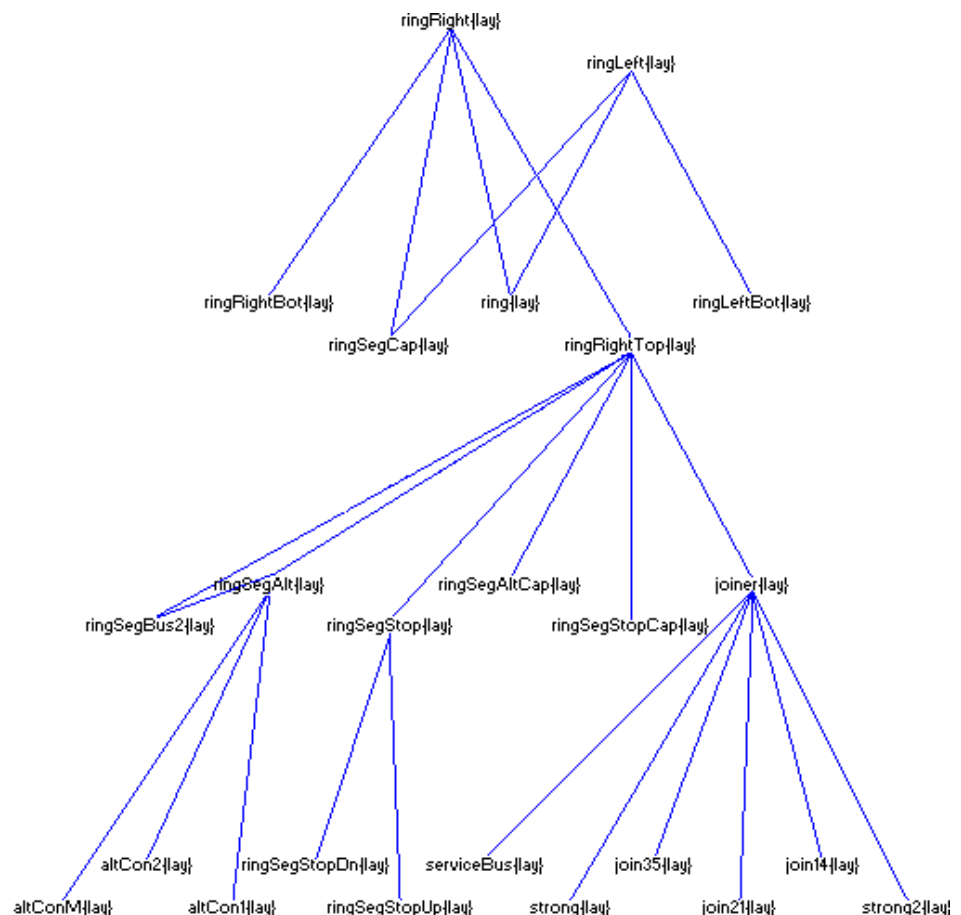 ringRight{lay}
ringLeft{lay}
ringRightBot{lay}
ring{lay}
ringLeftBot{lay}
ringSegCap{lay}
ringRightTop{lay}
ringSegAlt{lay}
ringSegAltCap{lay}
joiner{lay}
ringSegBus2{lay}
ringSegStop{lay}
ringSegStopCap{lay}
altCon2{lay}
ringSegStopDn{lay}
serviceBus{lay}
join35{lay}
join14{lay}
altConM{lay}
altCon1{lay}
ringSegStopUp{lay}
strong{lay}
join21{lay}
strong2{lay}